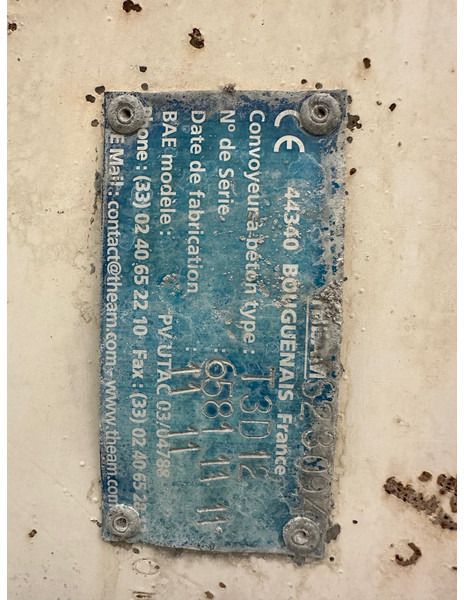 THEAM
44340 BOUGUENAIS France
CE
Convoyeur à béton type : T3D12
N° de Série : 6581 11 11
Date de fabrication : 11 11
BAE modèle : PV UTAC 03/04788
Phone : (33) 02 40 65 22 10 Fax : (33) 02 40 65
E Mail : contact@theam.com www.theam.com